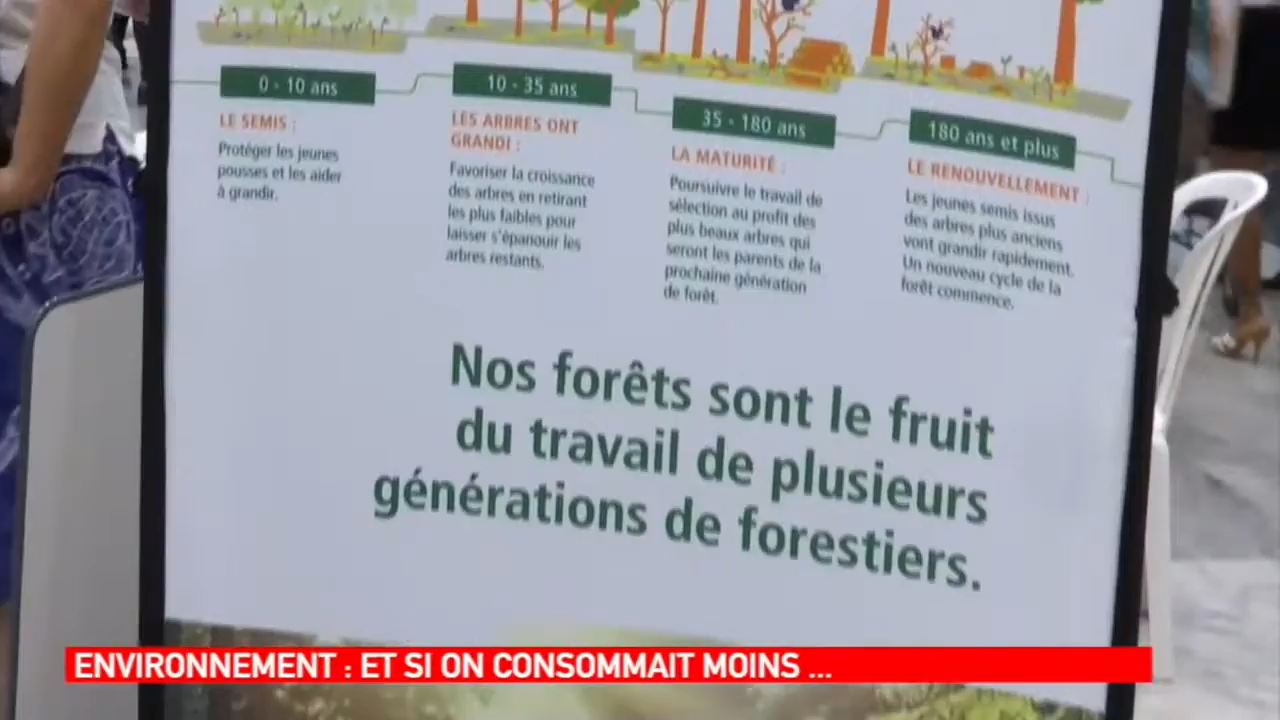 0 - 10 ans
LE SEMIS :
Protéger les jeunes
pousses et les aider
à grandir.
10 - 35 ans
LES ARBRES ONT
GRANDI :
Favoriser la croissance
des arbres en retirant
les plus faibles pour
laisser s'épanouir les
arbres restants.
35 - 180 ans
LA MATURITÉ :
Poursuivre le travail de
sélection au profit des
plus beaux arbres qui
seront les parents de la
prochaine génération
de forêt.
180 ans et plus
LE RENOUVELLEMENT :
Les jeunes semis issus
des arbres plus anciens
vont grandir rapidement.
Un nouveau cycle de la
forêt commence.
Nos forêts sont le fruit
du travail de plusieurs
générations de forestiers.
ENVIRONNEMENT : ET SI ON CONSOMMAIT MOINS ...